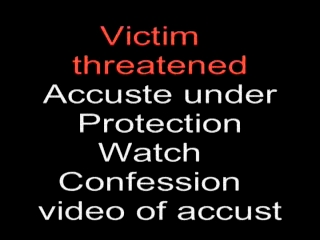 Victim
threatened
Accuste under
Protection
Watch
Confession
video of accust